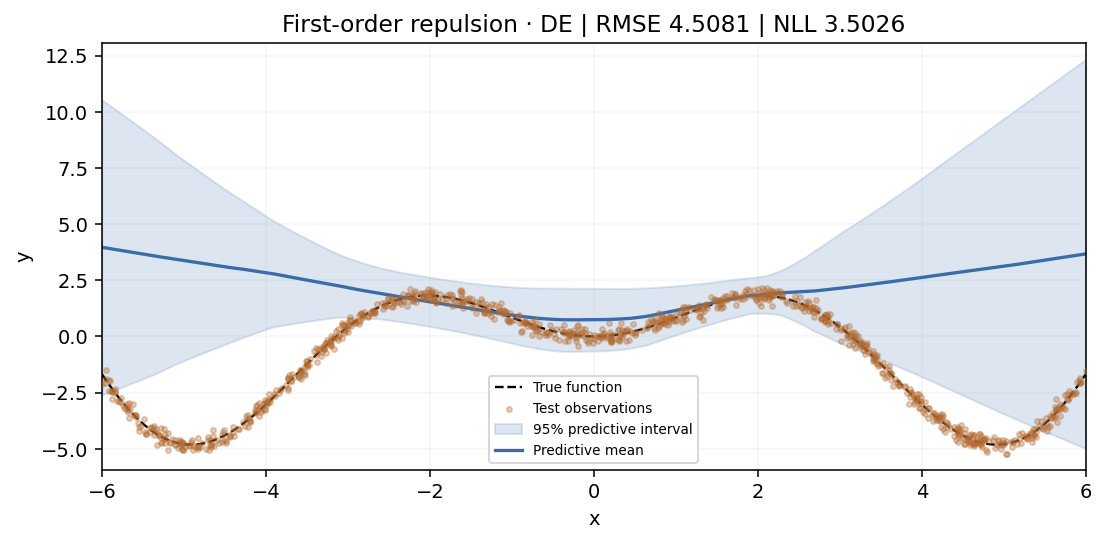 First-order repulsion · DE | RMSE 4.5081 | NLL 3.5026
12.5
10.0
7.5
5.0
2.5
0.0
−2.5
−5.0
y
True function
Test observations
95% predictive interval
Predictive mean
−6
−4
−2
0
2
4
6
x